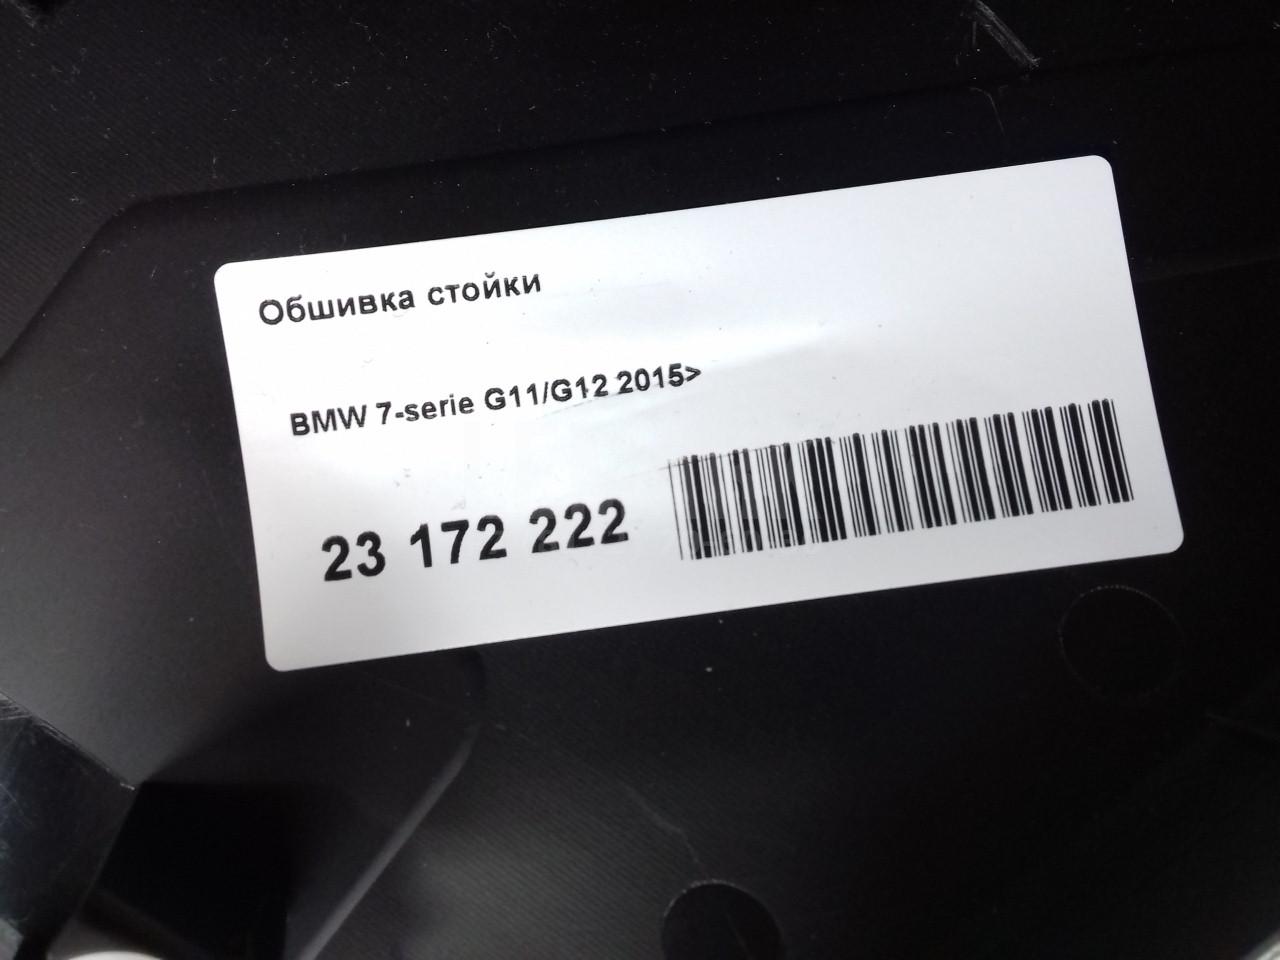 Обшивка стойки
BMW 7-serie G11/G12 2015>
23 172 222